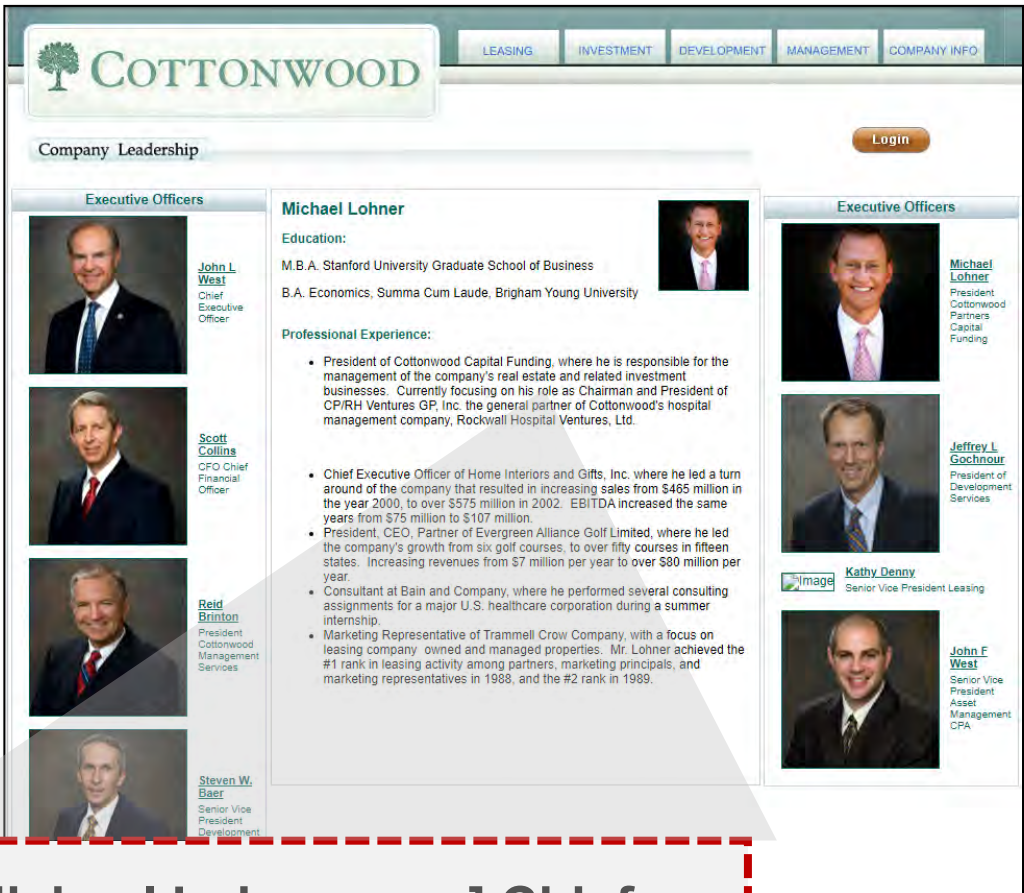 COTTONWOOD
LEASING
INVESTMENT
DEVELOPMENT
MANAGEMENT
COMPANY INFO
Company Leadership
Login
Executive Officers
John L
West
Chief
Executive
Officer
Scott
Collins
CFO Chief
Financial
Officer
Reid
Brinton
President
Cottonwood
Management
Services
Steven W.
Baer
Senior Vice
President
Development
Michael Lohner
Education:
M.B.A. Stanford University Graduate School of Business
B.A. Economics, Summa Cum Laude, Brigham Young University
Professional Experience:
• President of Cottonwood Capital Funding, where he is responsible for the
management of the company's real estate and related investment
businesses.  Currently focusing on his role as Chairman and President of
CP/RH Ventures GP, Inc. the general partner of Cottonwood's hospital
management company, Rockwall Hospital Ventures, Ltd.
• Chief Executive Officer of Home Interiors and Gifts, Inc. where he led a turn
around of the company that resulted in increasing sales from $465 million in
the year 2000, to over $575 million in 2002.  EBITDA increased the same
years from $75 million to $107 million.
• President, CEO, Partner of Evergreen Alliance Golf Limited, where he led
the company's growth from six golf courses, to over fifty courses in fifteen
states.  Increasing revenues from $7 million per year to over $80 million per
year.
• Consultant at Bain and Company, where he performed several consulting
assignments for a major U.S. healthcare corporation during a summer
internship.
• Marketing Representative of Trammell Crow Company, with a focus on
leasing company  owned and managed properties.  Mr. Lohner achieved the
#1 rank in leasing activity among partners, marketing principals, and
marketing representatives in 1988, and the #2 rank in 1989.
Executive Officers
Michael
Lohner
President
Cottonwood
Partners
Capital
Funding
Jeffrey L
Gochnour
President of
Development
Services
Image
Kathy Denny
Senior Vice President Leasing
John F
West
Senior Vice
President
Asset
Management
CPA